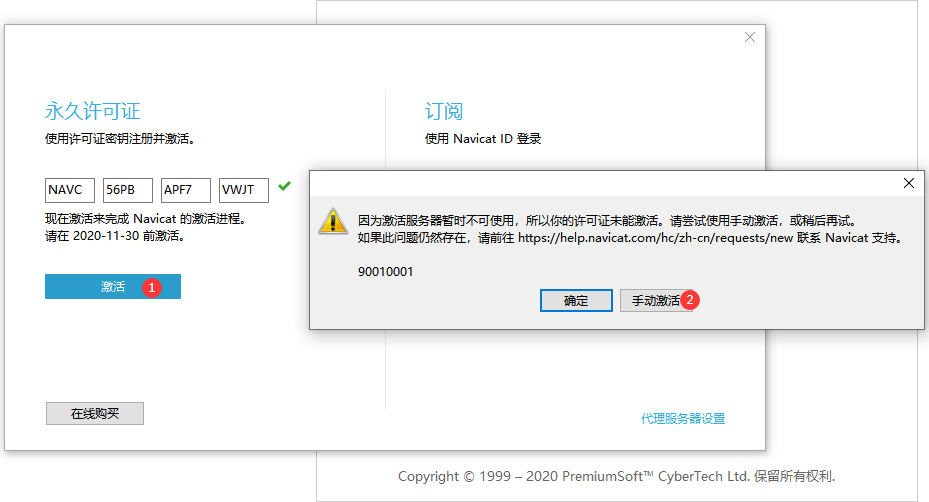 永久许可证
使用许可证密钥注册并激活。
NAVC 56PB APF7 VWJT
现在激活来完成 Navicat 的激活进程。
请在 2020-11-30 前激活。
激活 1
在线购买
订阅
使用 Navicat ID 登录
因为激活服务器暂时不可使用，所以你的许可证未能激活。请尝试使用手动激活，或稍后再试。
如果此问题仍然存在，请前往 https://help.navicat.com/hc/zh-cn/requests/new 联系 Navicat 支持。
90010001
确定 手动激活 2
代理服务器设置
Copyright © 1999 – 2020 PremiumSoft™ CyberTech Ltd. 保留所有权利.